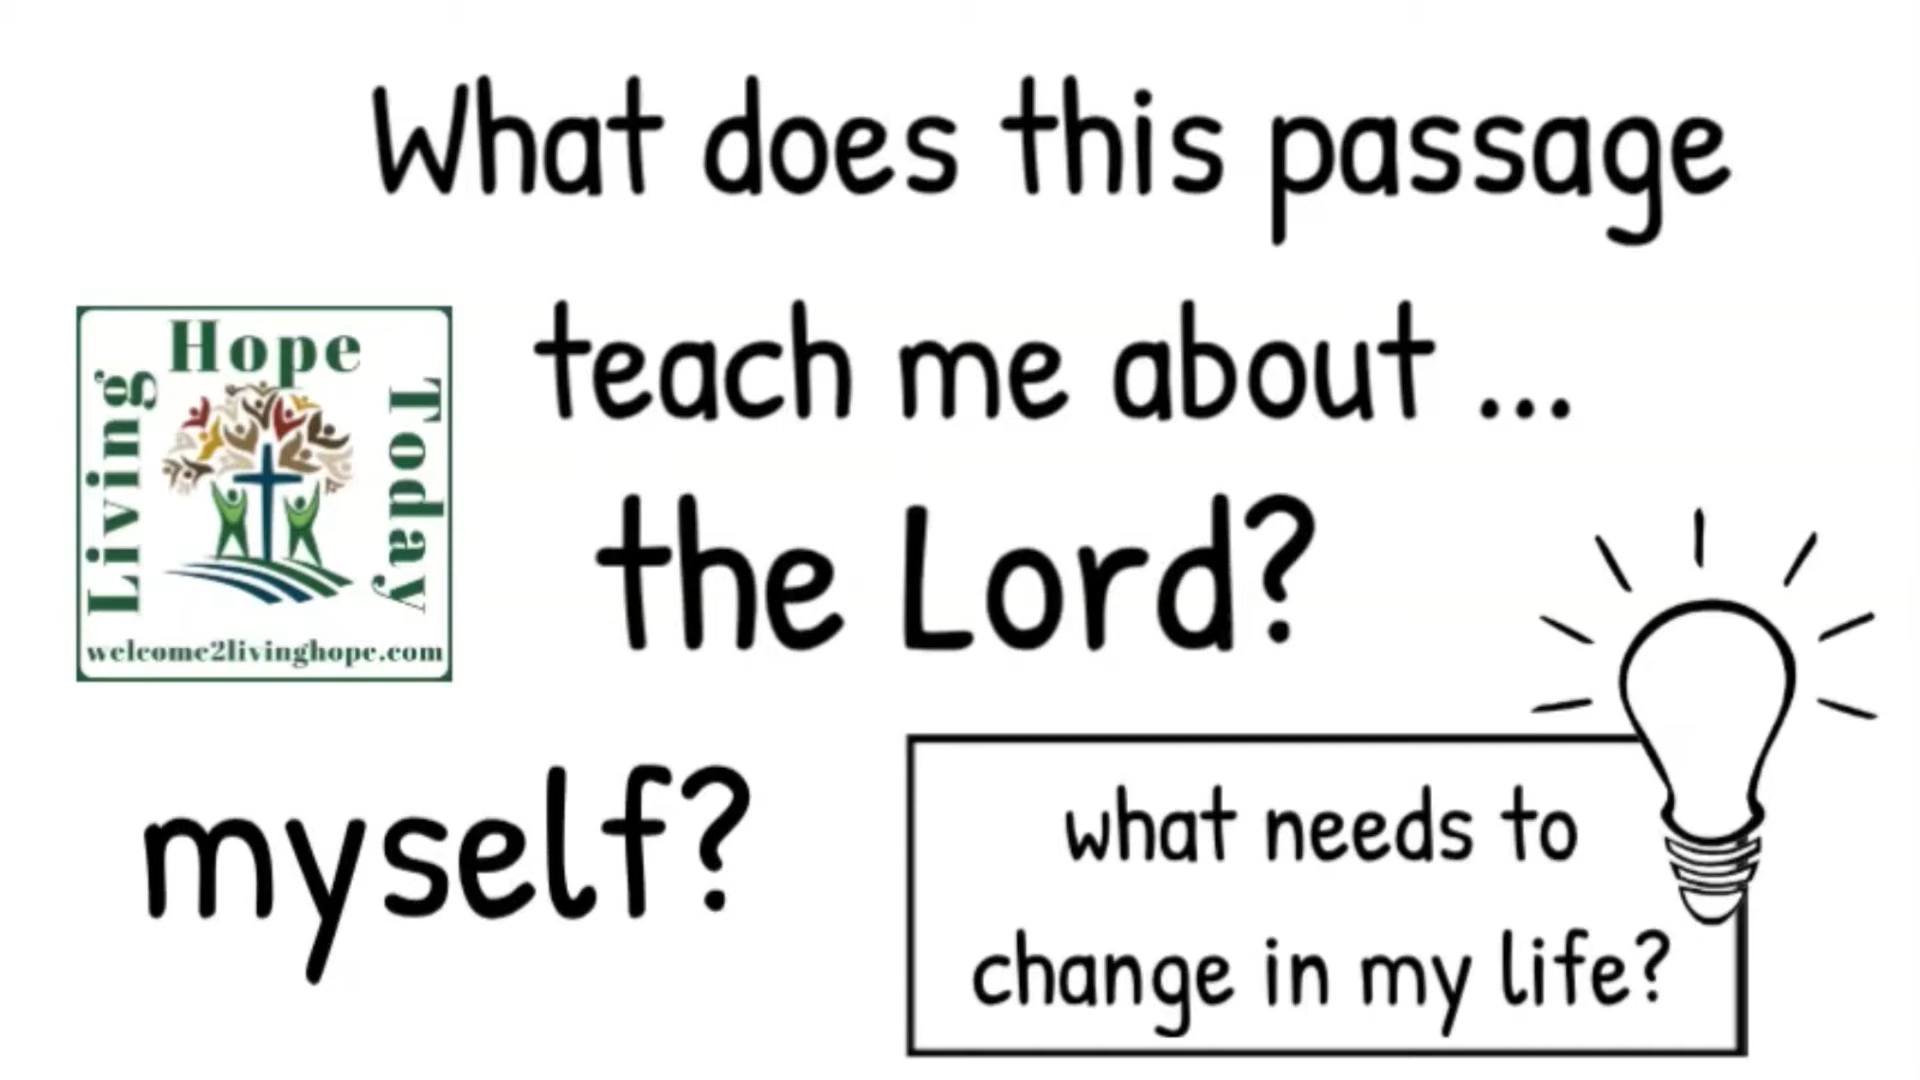 What does this passage
teach me about ...
the Lord?
Living
Hope
Today
welcome2livinghope.com
myself?
what needs to
change in my life?